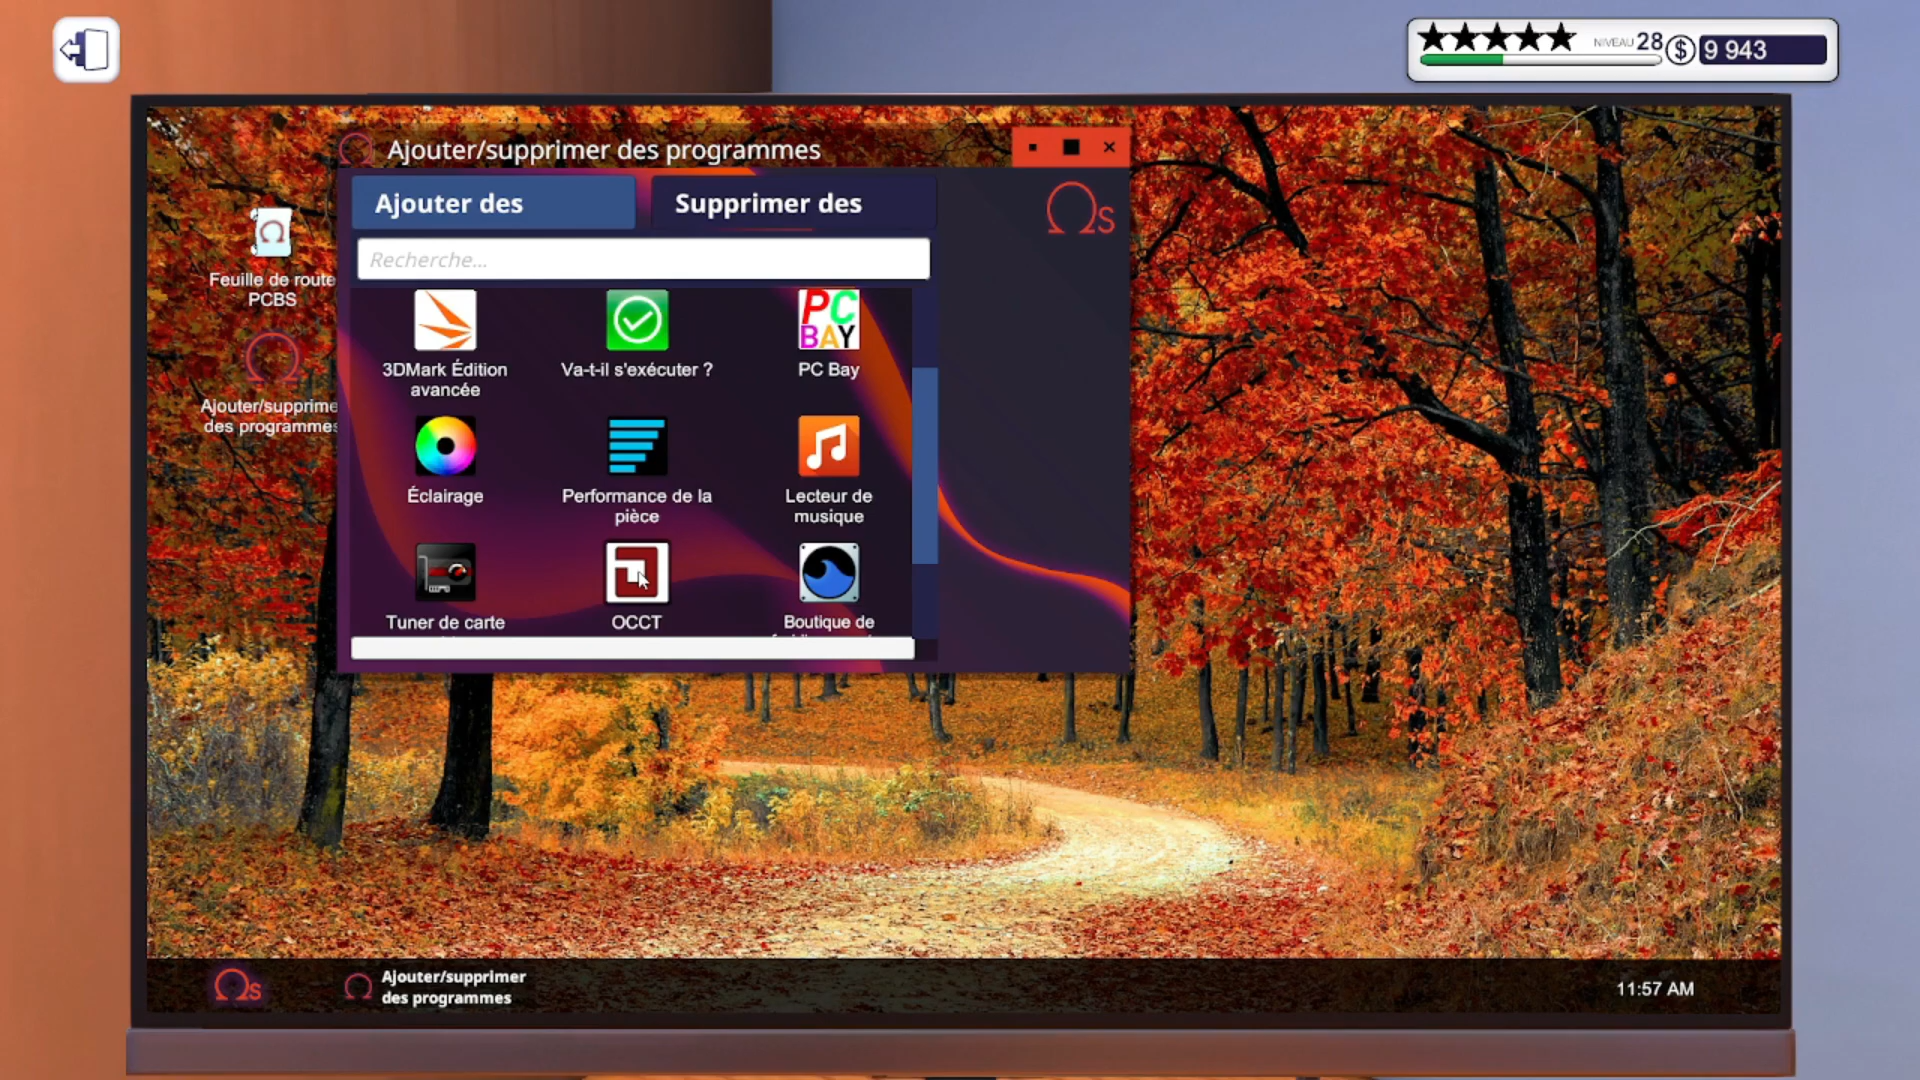 NIVEAU 28 $ 9 943
Ajouter/supprimer des programmes
Ajouter des
Supprimer des
Recherche...
Ωs
Feuille de route
PCBS
Ajouter/supprime
des programmes
3DMark Édition
avancée
Va-t-il s'exécuter ?
PC
BAY
PC Bay
Éclairage
Performance de la
pièce
Lecteur de
musique
Tuner de carte
OCCT
Boutique de
Ωs
Ajouter/supprimer
des programmes
11:57 AM